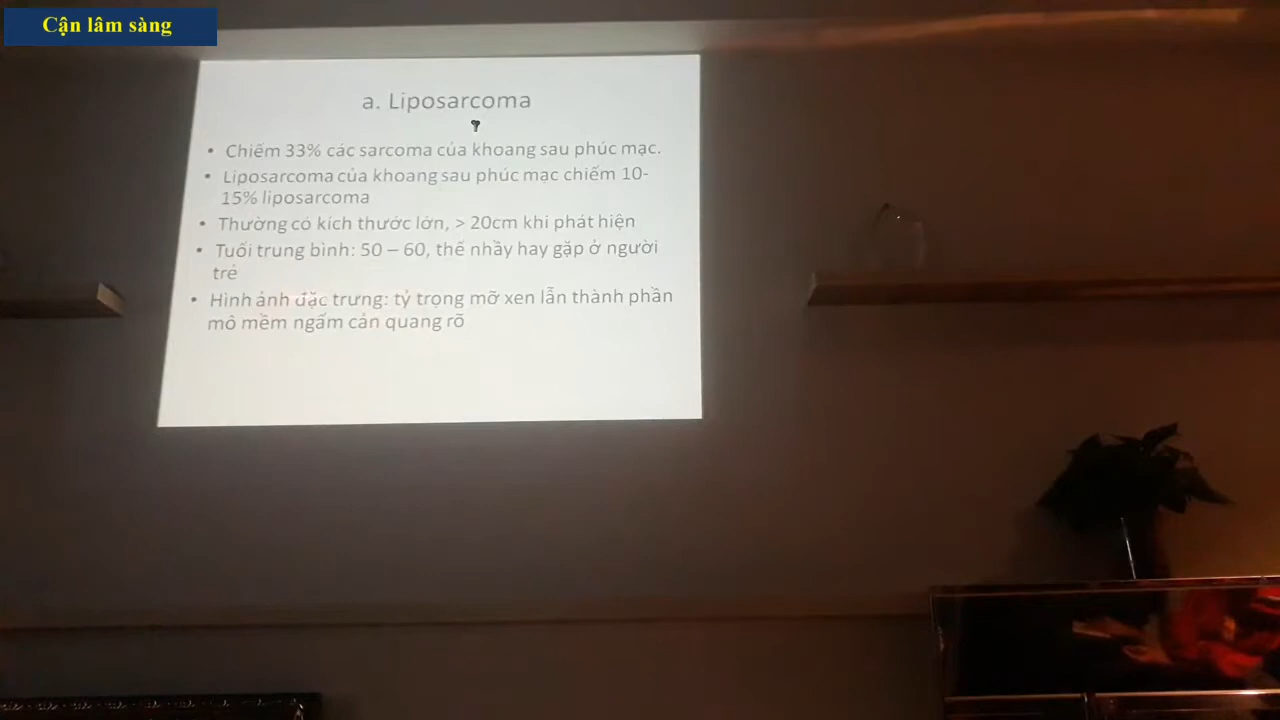 Cận lâm sàng
a. Liposarcoma
• Chiếm 33% các sarcoma của khoang sau phúc mạc.
• Liposarcoma của khoang sau phúc mạc chiếm 10-
15% liposarcoma
• Thường có kích thước lớn, > 20cm khi phát hiện
• Tuổi trung bình: 50 – 60, thể nhầy hay gặp ở người
trẻ
• Hình ảnh đặc trưng: tỷ trọng mỡ xen lẫn thành phần
mô mềm ngấm cản quang rõ